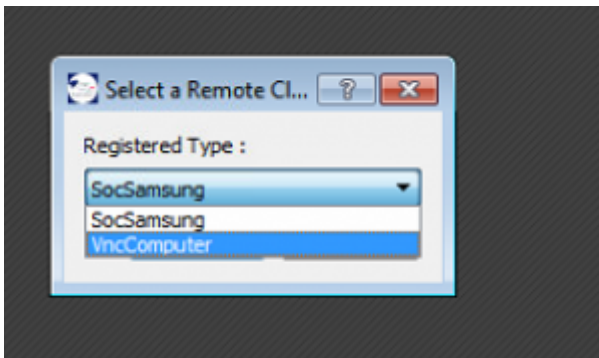 Select a Remote Cl...
Registered Type :
SocSamsung
SocSamsung
VncComputer